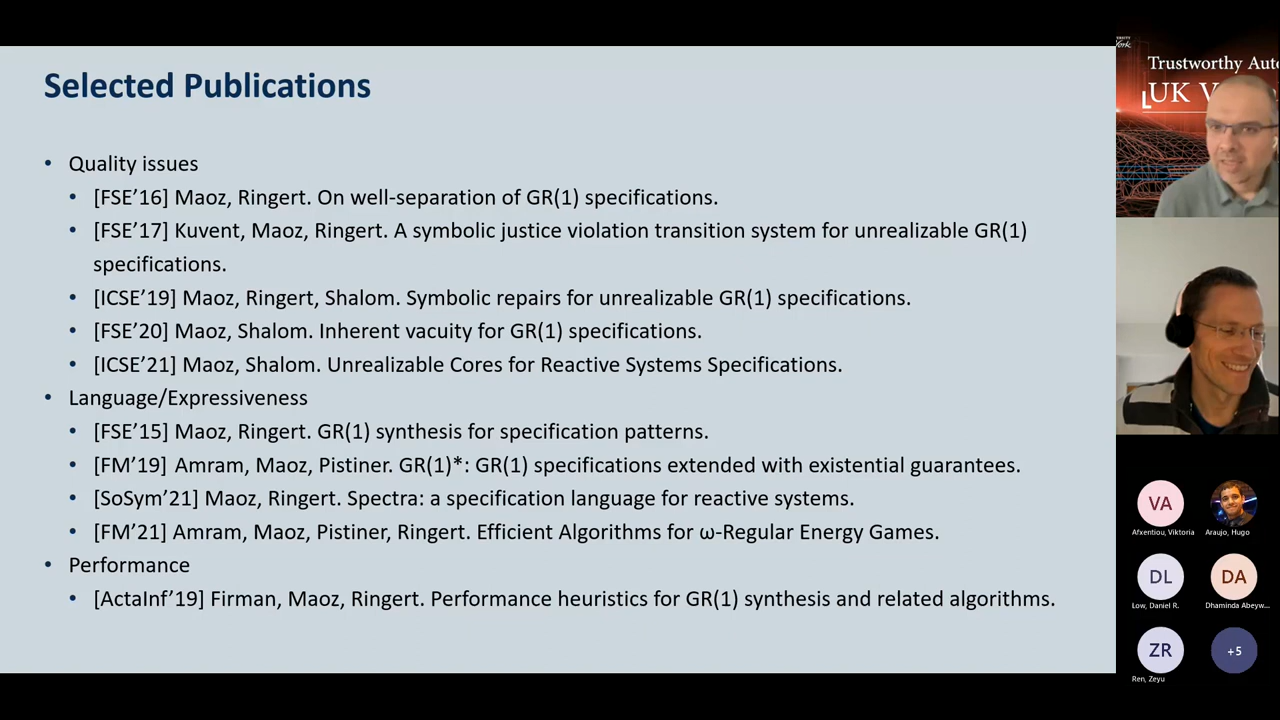 Selected Publications
• Quality issues
• [FSE’16] Maoz, Ringert. On well-separation of GR(1) specifications.
• [FSE’17] Kuvent, Maoz, Ringert. A symbolic justice violation transition system for unrealizable GR(1)
specifications.
• [ICSE’19] Maoz, Ringert, Shalom. Symbolic repairs for unrealizable GR(1) specifications.
• [FSE’20] Maoz, Shalom. Inherent vacuity for GR(1) specifications.
• [ICSE’21] Maoz, Shalom. Unrealizable Cores for Reactive Systems Specifications.
• Language/Expressiveness
• [FSE’15] Maoz, Ringert. GR(1) synthesis for specification patterns.
• [FM’19] Amram, Maoz, Pistiner. GR(1)*: GR(1) specifications extended with existential guarantees.
• [SoSym’21] Maoz, Ringert. Spectra: a specification language for reactive systems.
• [FM’21] Amram, Maoz, Pistiner, Ringert. Efficient Algorithms for ω-Regular Energy Games.
• Performance
• [ActaInf’19] Firman, Maoz, Ringert. Performance heuristics for GR(1) synthesis and related algorithms.
Trustworthy Auto
UK V
VA
Afxentiou, Viktoria
Araujo, Hugo
DL
DA
Low, Daniel R.
Dhaminda Abeyw...
ZR
+5
Ren, Zeyu